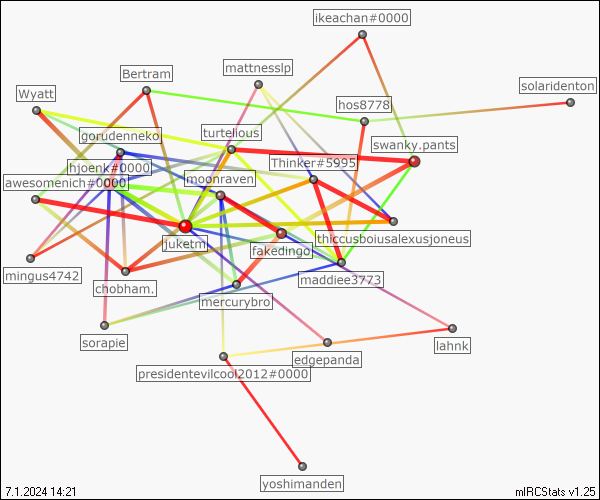 ikeachan#0000
mattnesslp
Bertram
solaridenton
Wyatt
hos8778
gorudenneko
turtelious
swanky.pants
Thinker#5995
hjoenk#0000
moonraven
awesomenich#0000
thiccusboiusalexusjoneus
juketm
fakedingo
mingus4742
chobham.
maddiee3773
mercurybro
sorapie
lahnk
edgepanda
presidentevilcool2012#0000
yoshimanden
7.1.2024 14:21
mIRCStats v1.25